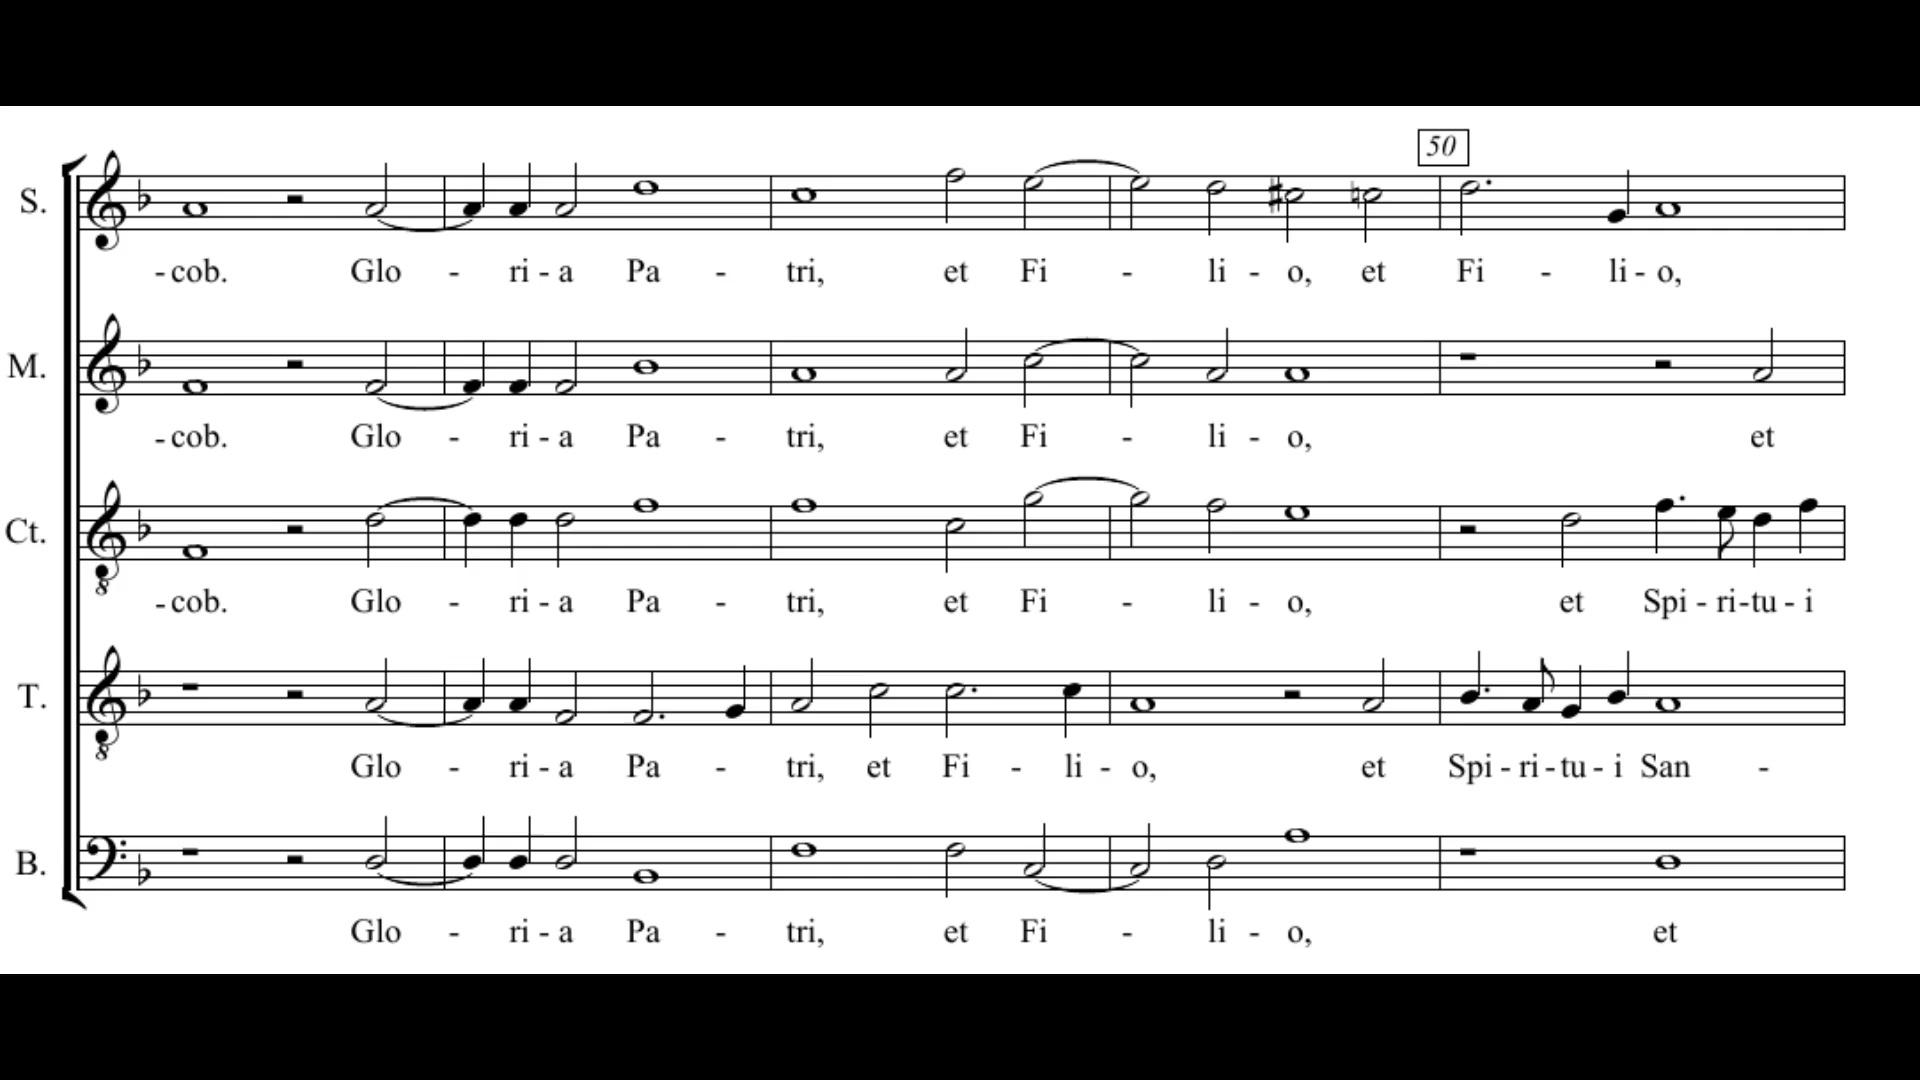 50
S.
-cob. Glo - ri - a Pa - tri, et Fi - li - o, et Fi - li - o,
M.
-cob. Glo - ri - a Pa - tri, et Fi - li - o, et
Ct.
8
-cob. Glo - ri - a Pa - tri, et Fi - li - o, et Spi - ri - tu - i
T.
8
Glo - ri - a Pa - tri, et Fi - li - o, et Spi - ri - tu - i San -
B.
Glo - ri - a Pa - tri, et Fi - li - o, et